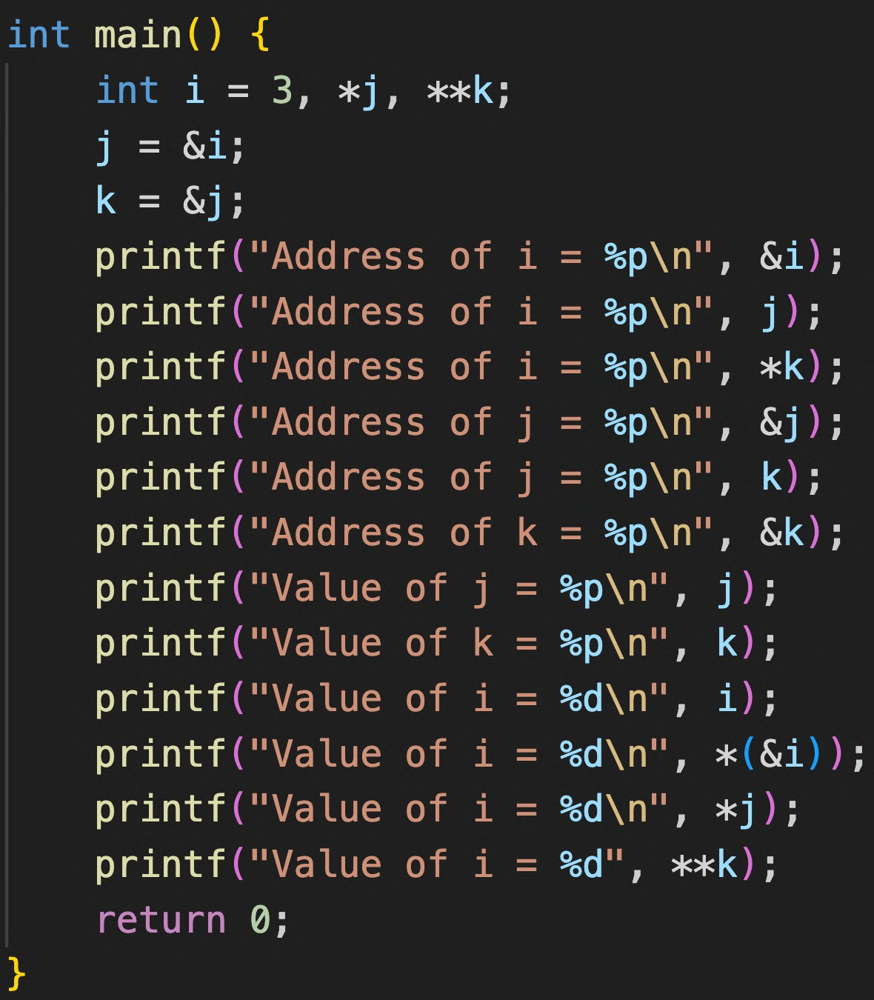 int main() {
    int i = 3, *j, **k;
    j = &i;
    k = &j;
    printf("Address of i = %p\n", &i);
    printf("Address of i = %p\n", j);
    printf("Address of i = %p\n", *k);
    printf("Address of j = %p\n", &j);
    printf("Address of j = %p\n", k);
    printf("Address of k = %p\n", &k);
    printf("Value of j = %p\n", j);
    printf("Value of k = %p\n", k);
    printf("Value of i = %d\n", i);
    printf("Value of i = %d\n", *(&i));
    printf("Value of i = %d\n", *j);
    printf("Value of i = %d", **k);
    return 0;
}